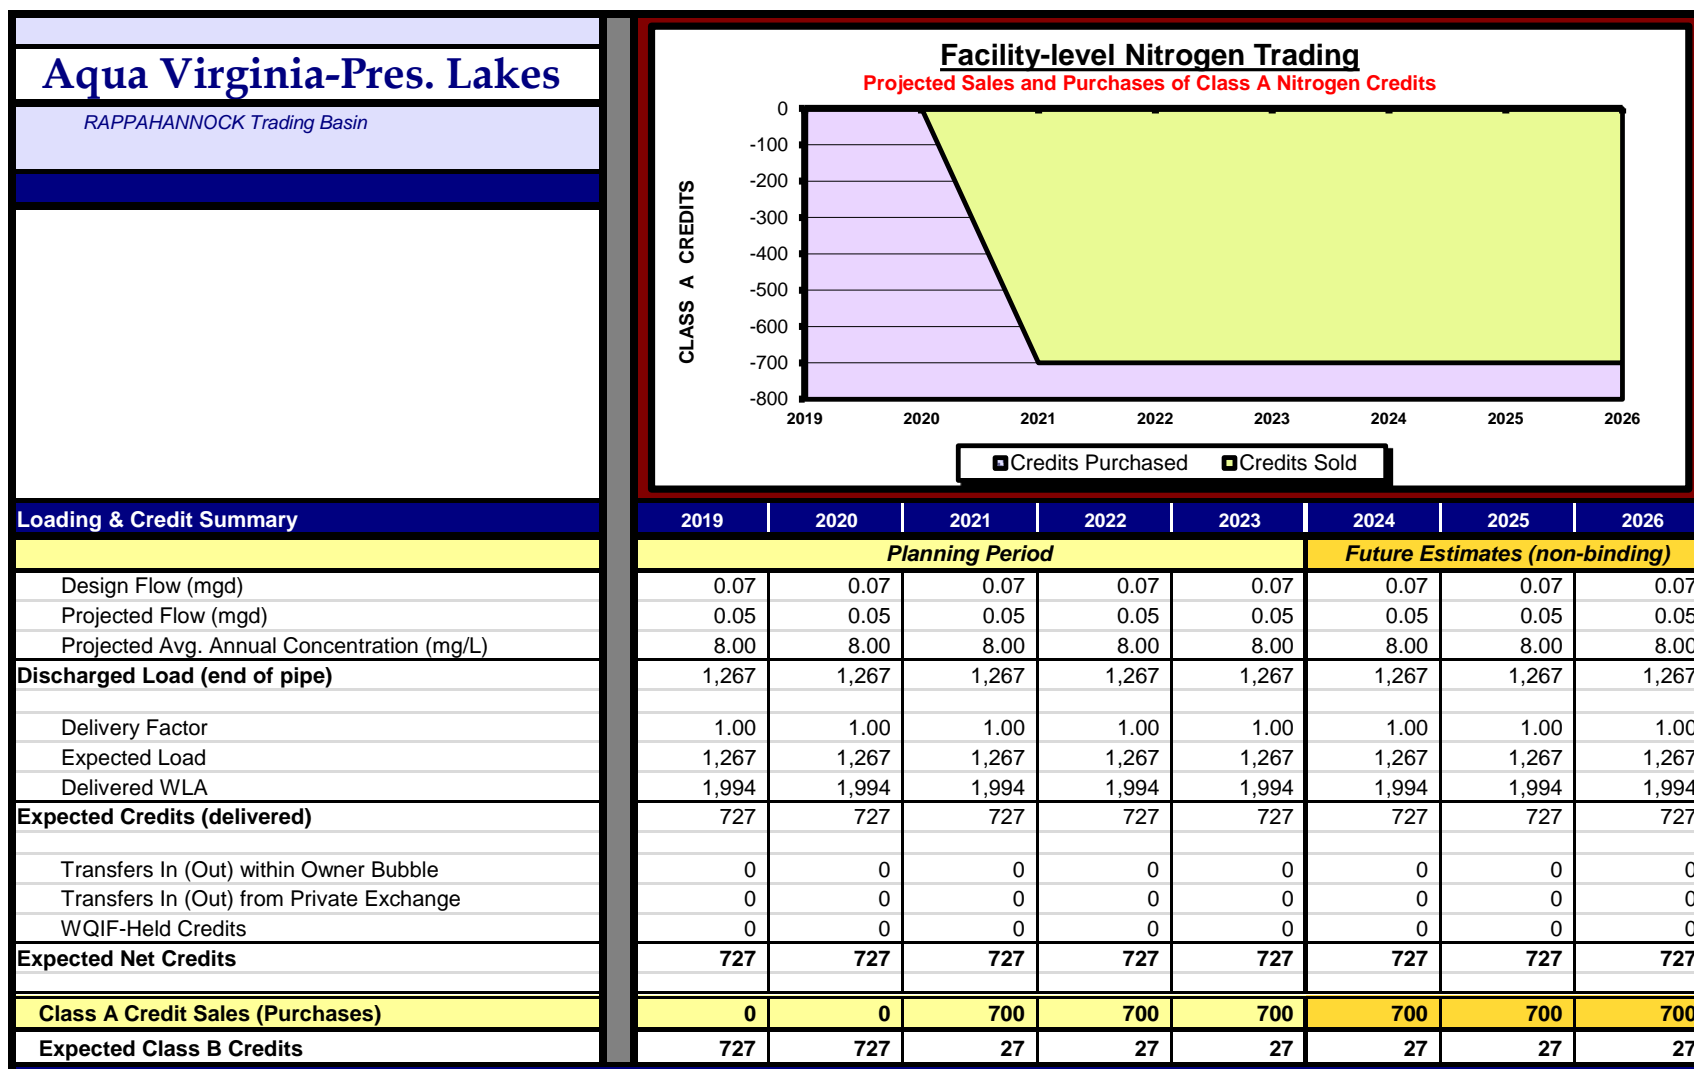 Aqua Virginia-Pres. Lakes
RAPPAHANNOCK Trading Basin
Facility-level Nitrogen Trading
Projected Sales and Purchases of Class A Nitrogen Credits
CLASS A CREDITS
0
-100
-200
-300
-400
-500
-600
-700
-800
2019 2020 2021 2022 2023 2024 2025 2026
Credits Purchased Credits Sold
Loading & Credit Summary 2019 2020 2021 2022 2023 2024 2025 2026
Planning Period Future Estimates (non-binding)
Design Flow (mgd) 0.07 0.07 0.07 0.07 0.07 0.07 0.07 0.07
Projected Flow (mgd) 0.05 0.05 0.05 0.05 0.05 0.05 0.05 0.05
Projected Avg. Annual Concentration (mg/L) 8.00 8.00 8.00 8.00 8.00 8.00 8.00 8.00
Discharged Load (end of pipe) 1,267 1,267 1,267 1,267 1,267 1,267 1,267 1,267
Delivery Factor 1.00 1.00 1.00 1.00 1.00 1.00 1.00 1.00
Expected Load 1,267 1,267 1,267 1,267 1,267 1,267 1,267 1,267
Delivered WLA 1,994 1,994 1,994 1,994 1,994 1,994 1,994 1,994
Expected Credits (delivered) 727 727 727 727 727 727 727 727
Transfers In (Out) within Owner Bubble 0 0 0 0 0 0 0 0
Transfers In (Out) from Private Exchange 0 0 0 0 0 0 0 0
WQIF-Held Credits 0 0 0 0 0 0 0 0
Expected Net Credits 727 727 727 727 727 727 727 727
Class A Credit Sales (Purchases) 0 0 700 700 700 700 700 700
Expected Class B Credits 727 727 27 27 27 27 27 27